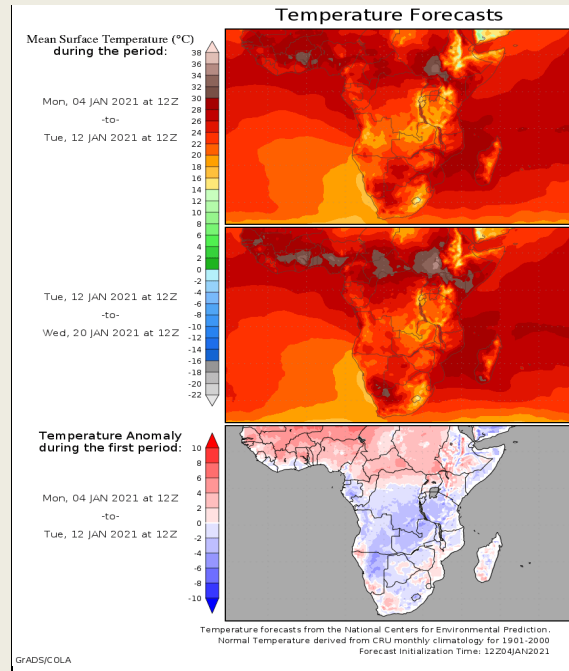 Temperature Forecasts
Mean Surface Temperature (°C)
during the period:
38
36
34
32
30
28
26
24
22
20
18
16
14
12
10
8
6
4
2
0
-2
-4
-6
-8
-10
-12
-14
-16
-18
-20
-22
Mon, 04 JAN 2021 at 12Z
-to-
Tue, 12 JAN 2021 at 12Z
Tue, 12 JAN 2021 at 12Z
-to-
Wed, 20 JAN 2021 at 12Z
Temperature Anomaly
during the first period:
10
8
6
4
2
0
-2
-4
-6
-8
-10
Mon, 04 JAN 2021 at 12Z
-to-
Tue, 12 JAN 2021 at 12Z
Temperature forecasts from the National Centers for Environmental Prediction.
Normal Temperature derived from CRU monthly climatology for 1901-2000
Forecast Initialization Time: 12Z04JAN2021
GrADS/COLA